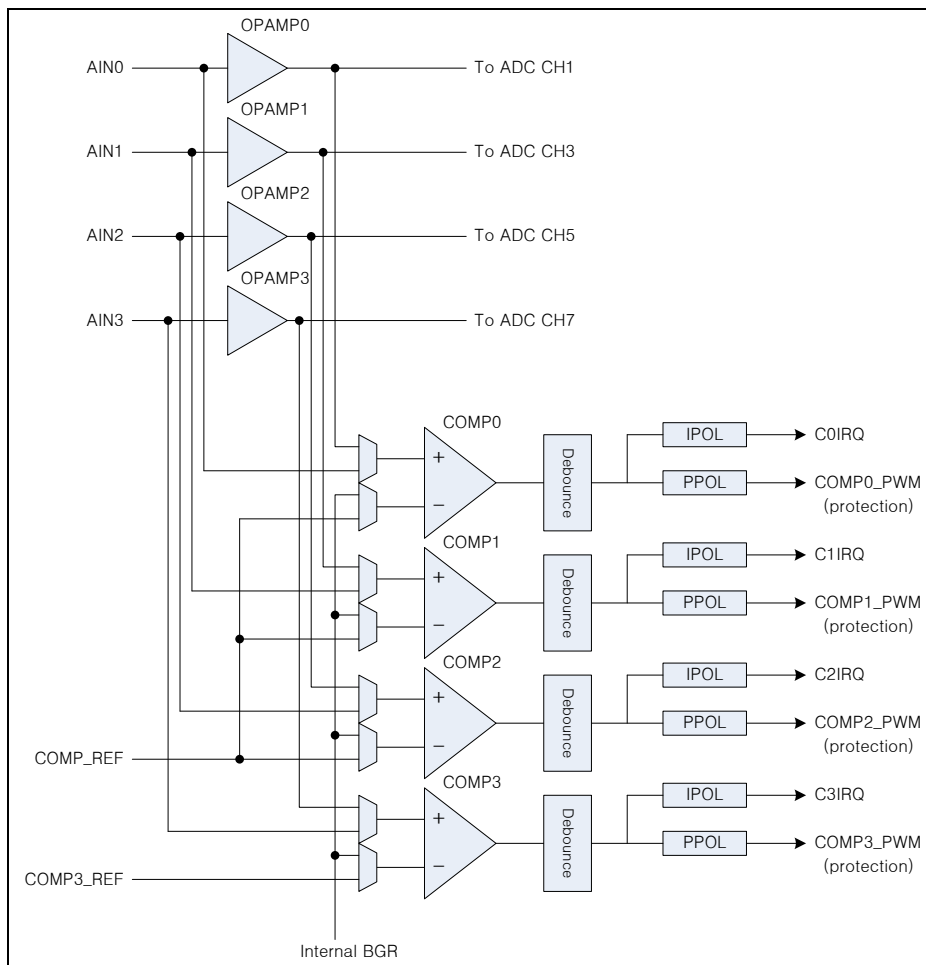 OPAMP0
AIN0
To ADC CH1
OPAMP1
AIN1
To ADC CH3
OPAMP2
AIN2
To ADC CH5
OPAMP3
AIN3
To ADC CH7
COMP0
+
−
Debounce
IPOL
C0IRQ
PPOL
COMP0_PWM
(protection)
COMP1
+
−
Debounce
IPOL
C1IRQ
PPOL
COMP1_PWM
(protection)
COMP2
+
−
Debounce
IPOL
C2IRQ
PPOL
COMP2_PWM
(protection)
COMP_REF
COMP3
+
−
Debounce
IPOL
C3IRQ
PPOL
COMP3_PWM
(protection)
COMP3_REF
Internal BGR